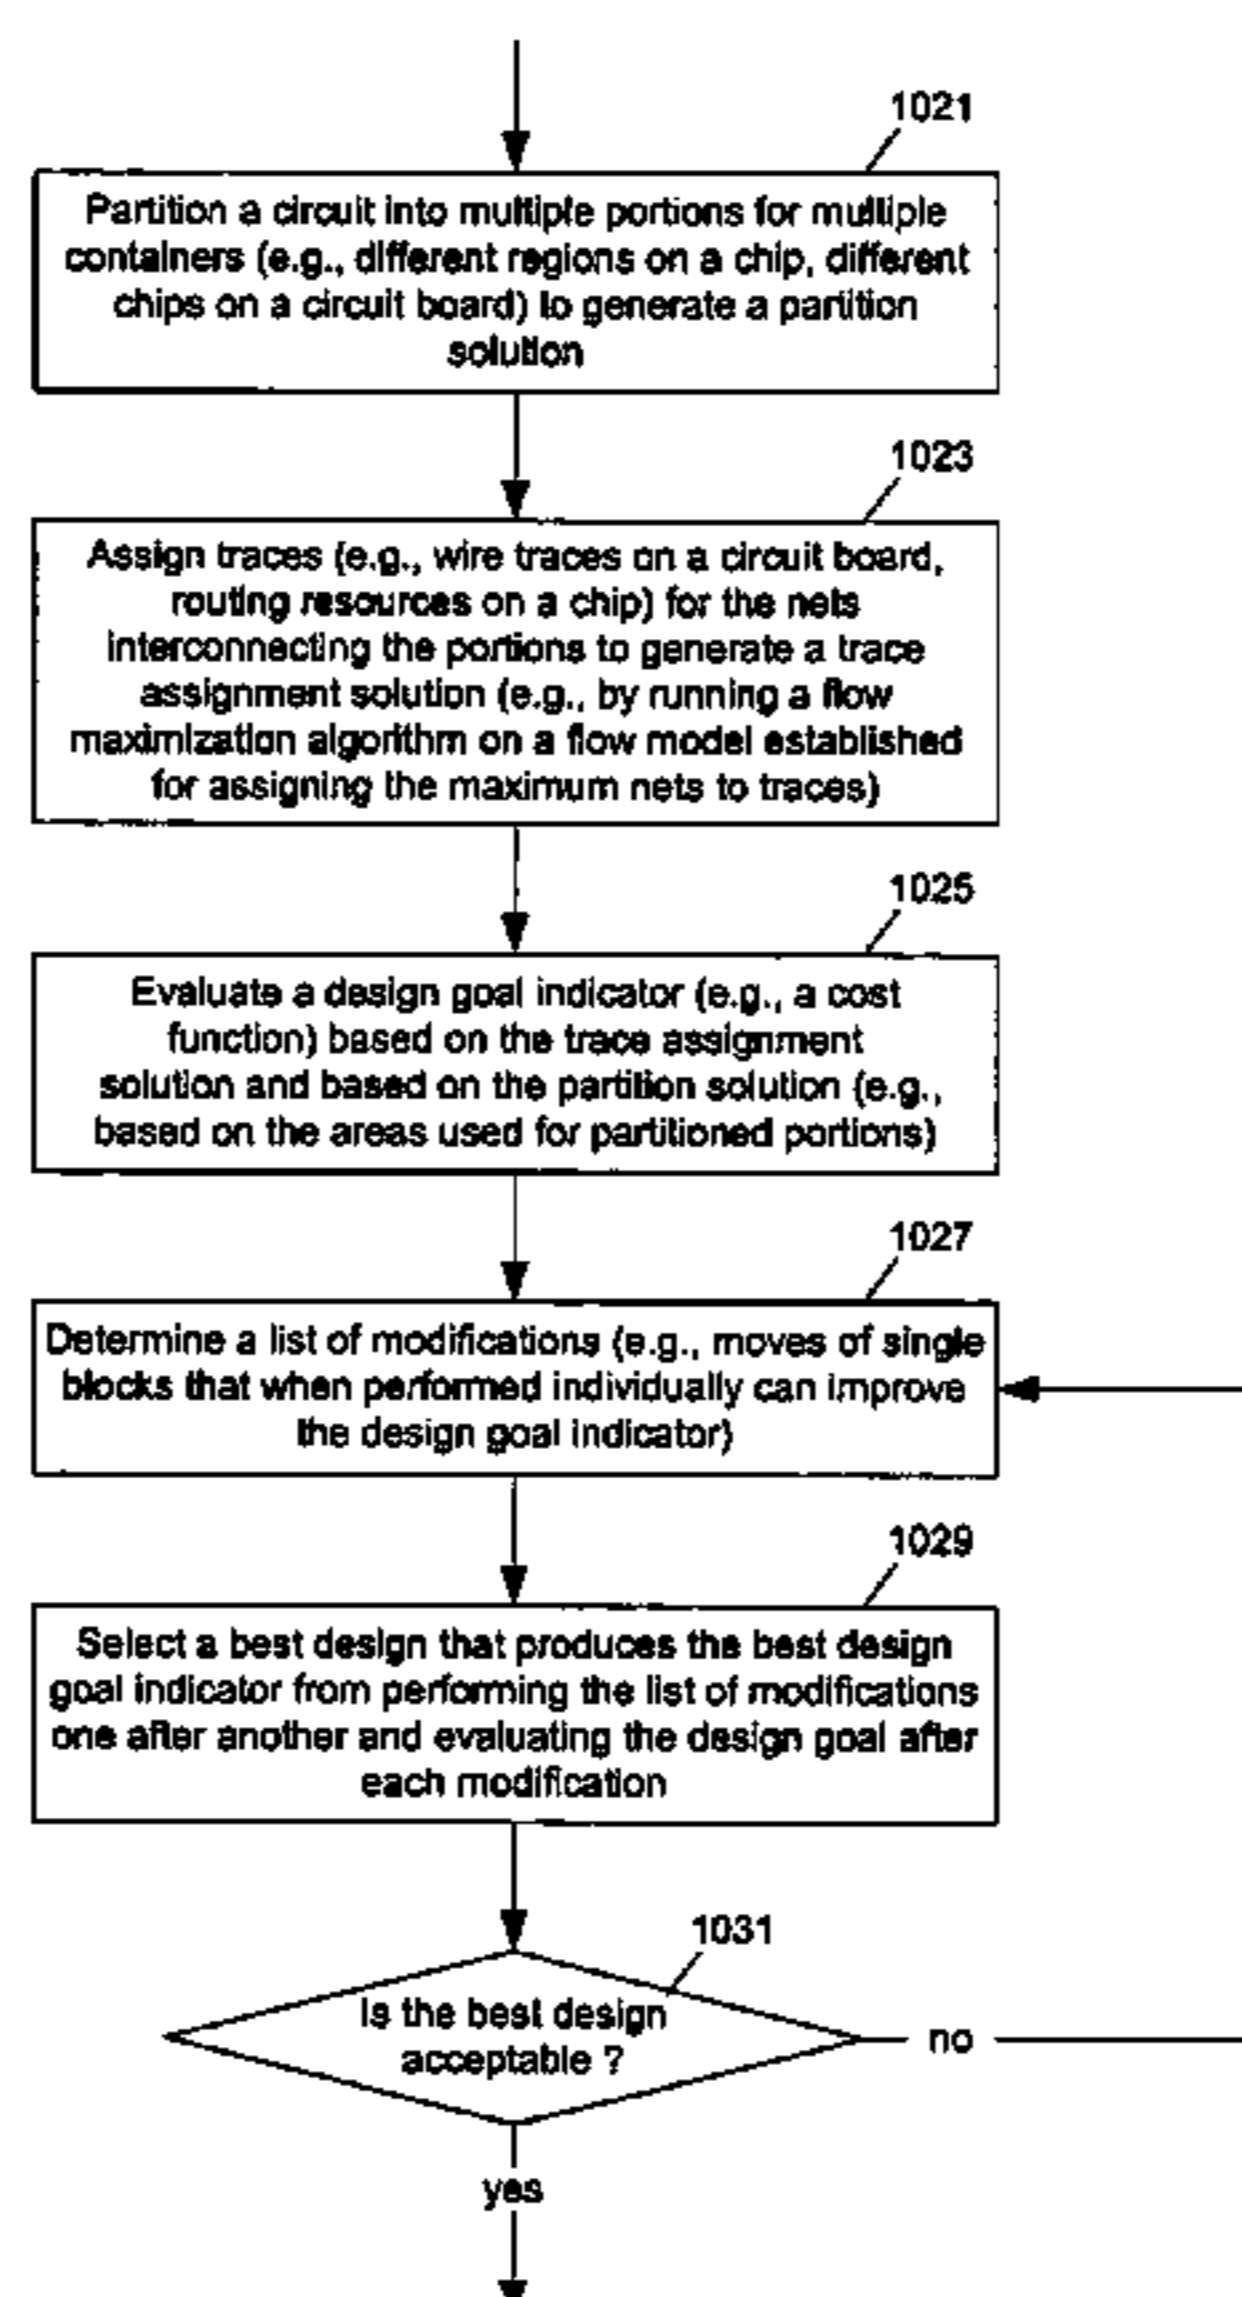 1021
Partition a circuit into multiple portions for multiple
containers (e.g., different regions on a chip, different
chips on a circuit board) to generate a partition
solution
1023
Assign traces (e.g., wire traces on a circuit board,
routing resources on a chip) for the nets
interconnecting the portions to generate a trace
assignment solution (e.g., by running a flow
maximization algorithm on a flow model established
for assigning the maximum nets to traces)
1025
Evaluate a design goal indicator (e.g., a cost
function) based on the trace assignment
solution and based on the partition solution (e.g.,
based on the areas used for partitioned portions)
1027
Determine a list of modifications (e.g., moves of single
blocks that when performed individually can improve
the design goal indicator)
1029
Select a best design that produces the best design
goal indicator from performing the list of modifications
one after another and evaluating the design goal after
each modification
1031
Is the best design
acceptable ?
no
yes